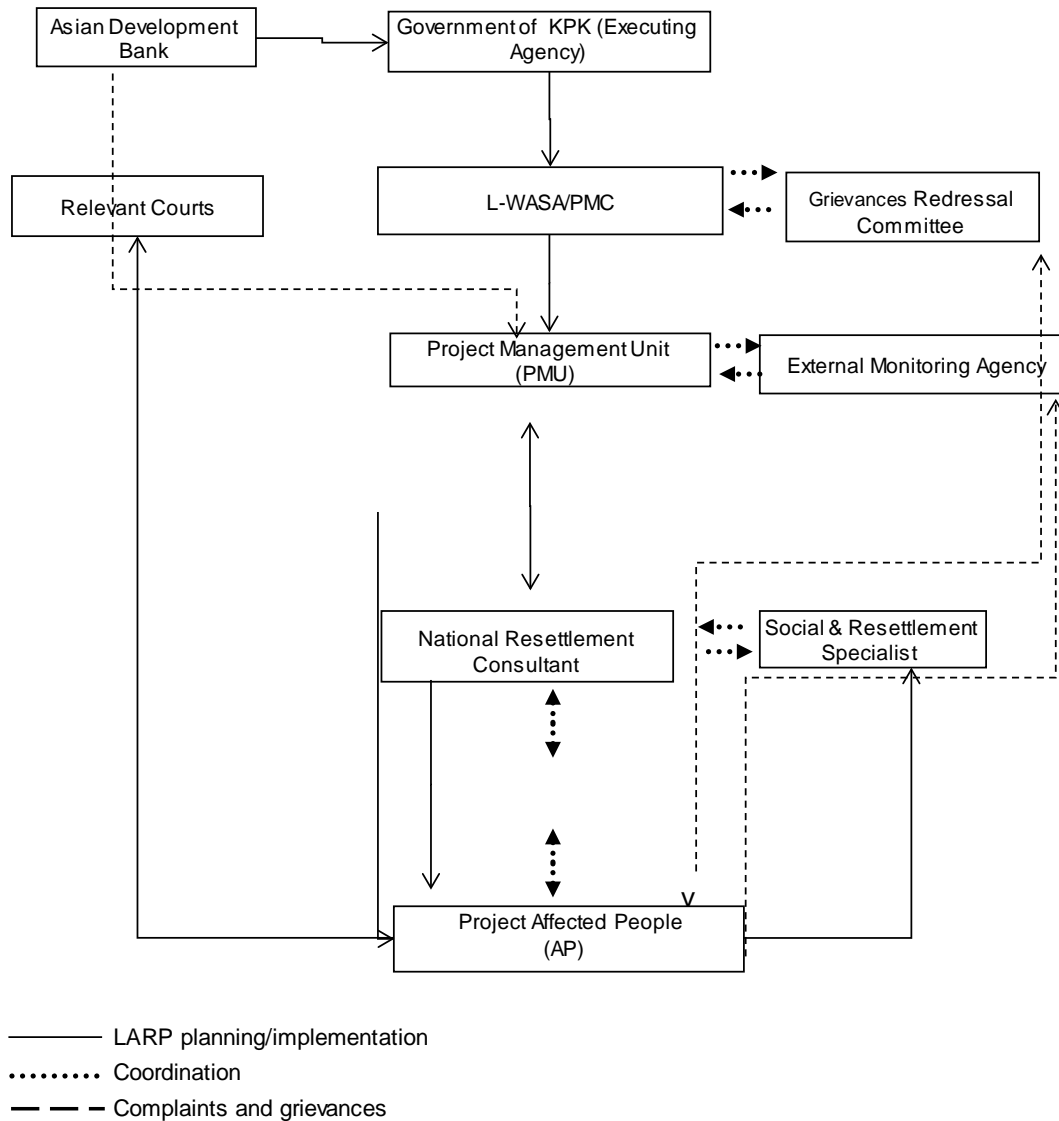 Asian Development
Bank
Government of KPK (Executing
Agency)
Relevant Courts
L-WASA/PMC
Grievances Redressal
Committee
Project Management Unit
(PMU)
External Monitoring Agency
National Resettlement
Consultant
Social & Resettlement
Specialist
Project Affected People
(AP)
LARP planning/implementation
Coordination
Complaints and grievances